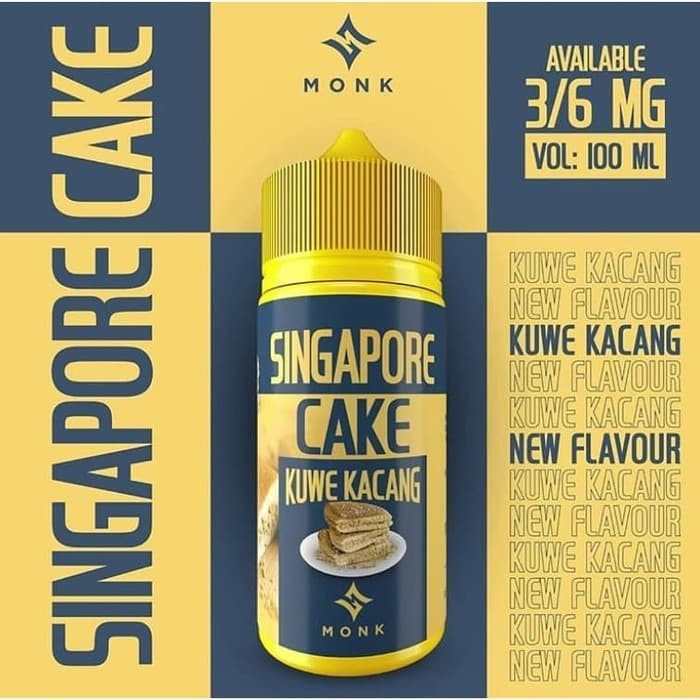 SINGAPORE CAKE
MONK
AVAILABLE
3/6 MG
VOL: 100 ML
SINGAPORE
CAKE
KUWE KACANG
MONK
KUWE KACANG
NEW FLAVOUR
KUWE KACANG
NEW FLAVOUR
KUWE KACANG
NEW FLAVOUR
KUWE KACANG
NEW FLAVOUR
KUWE KACANG
NEW FLAVOUR
KUWE KACANG
NEW FLAVOUR